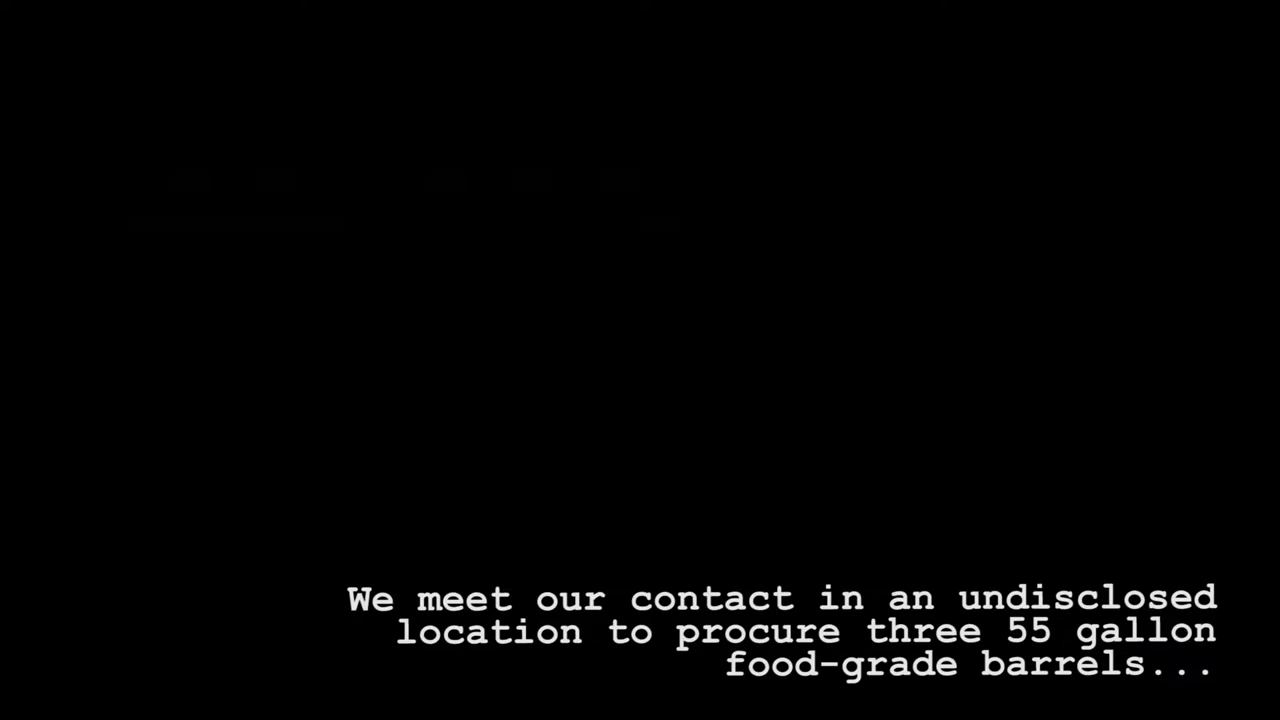 We meet our contact in an undisclosed
location to procure three 55 gallon
food-grade barrels...